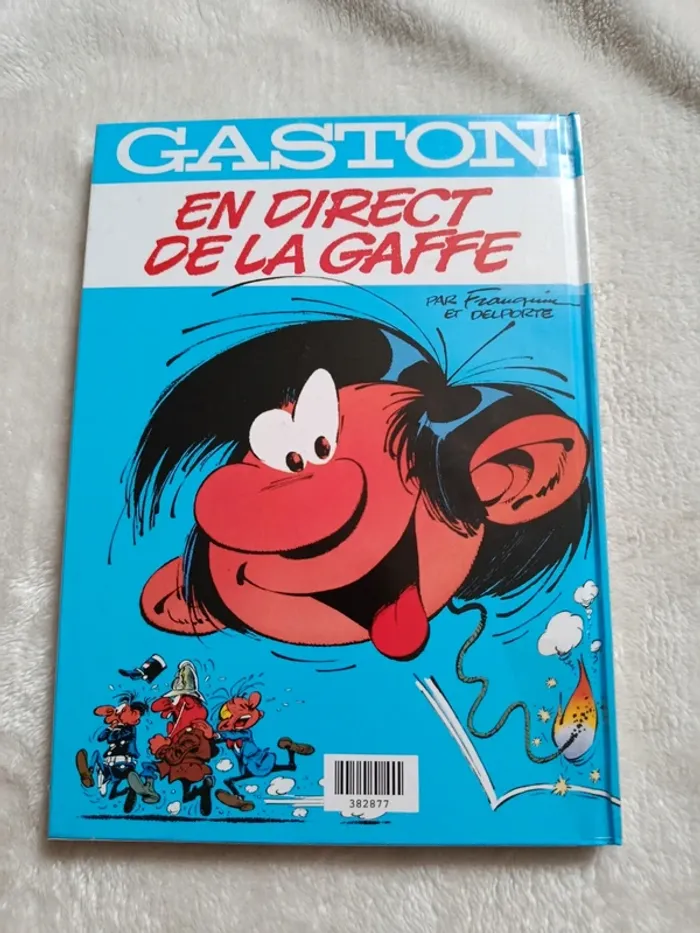 GASTON
EN DIRECT
DE LA GAFFE
PAR Franquin
ET DELPORTE
382877